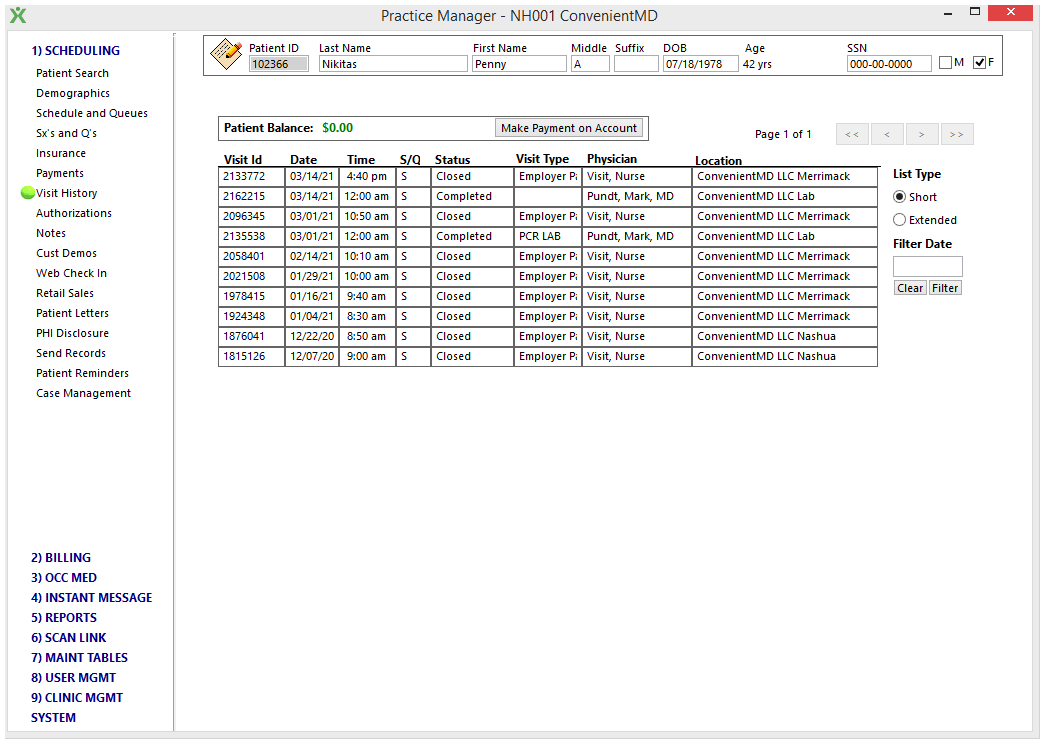 Practice Manager - NH001 ConvenientMD
1) SCHEDULING
Patient Search
Demographics
Schedule and Queues
Sx's and Q's
Insurance
Payments
Visit History
Authorizations
Notes
Cust Demos
Web Check In
Retail Sales
Patient Letters
PHI Disclosure
Send Records
Patient Reminders
Case Management
2) BILLING
3) OCC MED
4) INSTANT MESSAGE
5) REPORTS
6) SCAN LINK
7) MAINT TABLES
8) USER MGMT
9) CLINIC MGMT
SYSTEM
Patient ID Last Name First Name Middle Suffix DOB Age SSN
102366 Nikitas Penny A 07/18/1978 42 yrs 000-00-0000 M F
Patient Balance: $0.00 Make Payment on Account
Page 1 of 1 << < > >>
Visit Id Date Time S/Q Status Visit Type Physician Location
2133772 03/14/21 4:40 pm S Closed Employer Pa Visit, Nurse ConvenientMD LLC Merrimack
2162215 03/14/21 12:00 am S Completed Pundt, Mark, MD ConvenientMD LLC Lab
2096345 03/01/21 10:50 am S Closed Employer Pa Visit, Nurse ConvenientMD LLC Merrimack
2135538 03/01/21 12:00 am S Completed PCR LAB Pundt, Mark, MD ConvenientMD LLC Lab
2058401 02/14/21 10:10 am S Closed Employer Pa Visit, Nurse ConvenientMD LLC Merrimack
2021508 01/29/21 10:00 am S Closed Employer Pa Visit, Nurse ConvenientMD LLC Merrimack
1978415 01/16/21 9:40 am S Closed Employer Pa Visit, Nurse ConvenientMD LLC Merrimack
1924348 01/04/21 8:30 am S Closed Employer Pa Visit, Nurse ConvenientMD LLC Merrimack
1876041 12/22/20 8:50 am S Closed Employer Pa Visit, Nurse ConvenientMD LLC Nashua
1815126 12/07/20 9:00 am S Closed Employer Pa Visit, Nurse ConvenientMD LLC Nashua
List Type
Short
Extended
Filter Date
Clear Filter